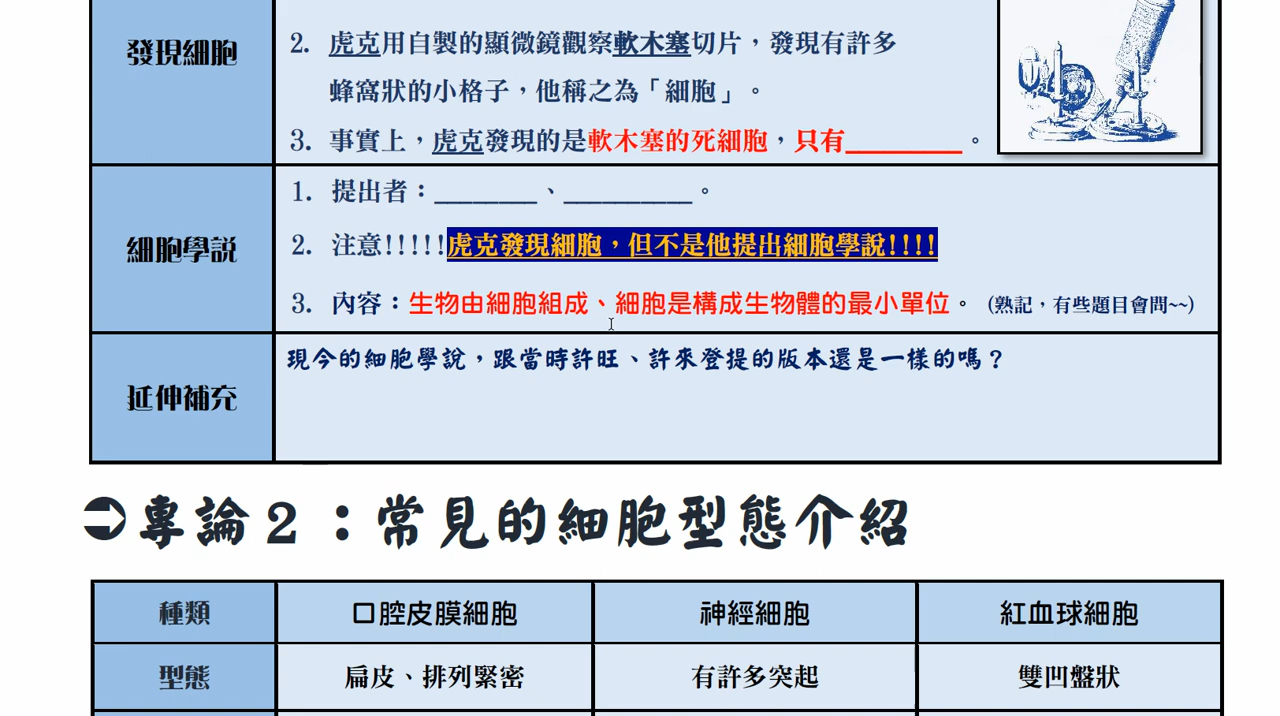 發現細胞
2. 虎克用自製的顯微鏡觀察軟木塞切片，發現有許多
蜂窩狀的小格子，他稱之為「細胞」。
3. 事實上，虎克發現的是軟木塞的死細胞，只有_________。
細胞學說
1. 提出者：________、__________。
2. 注意!!!!!虎克發現細胞，但不是他提出細胞學說!!!!
3. 內容：生物由細胞組成、細胞是構成生物體的最小單位。（熟記，有些題目會問~~）
延伸補充
現今的細胞學說，跟當時許旺、許來登提的版本還是一樣的嗎？
➲專論2：常見的細胞型態介紹
種類 口腔皮膜細胞 神經細胞 紅血球細胞
型態 扁皮、排列緊密 有許多突起 雙凹盤狀